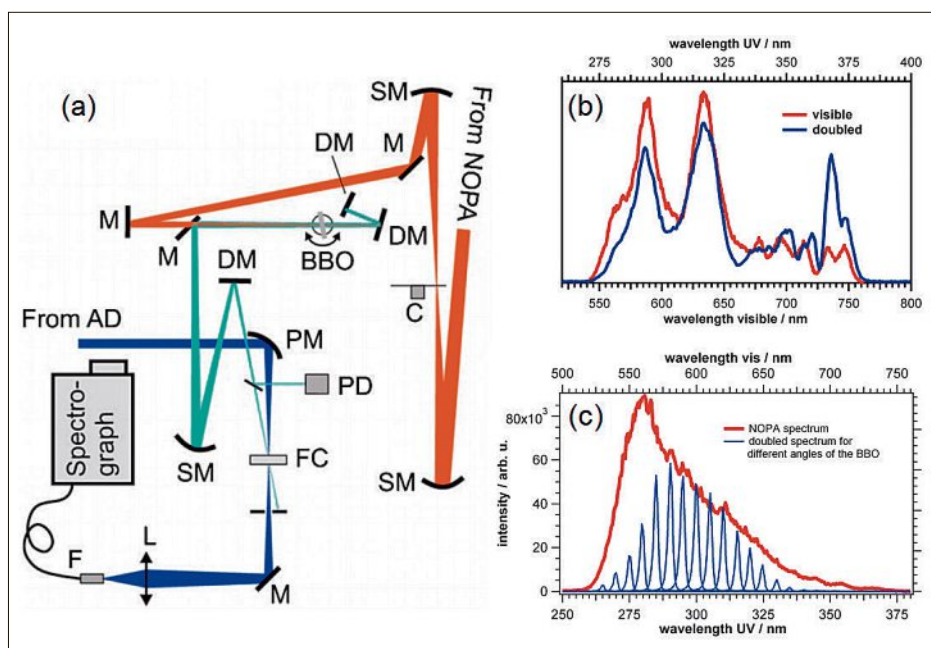 (a)
SM
From NOPA
DM
M
M
M
BBO
DM
DM
C
From AD
PM
PD
Spectro-
graph
SM
FC
SM
F
L
M
(b)
wavelength UV / nm
275 300 325 350 375 400
visible
doubled
550 600 650 700 750 800
wavelength visible / nm
(c)
wavelength vis / nm
500 550 600 650 700 750
80x10³
60
40
20
0
intensity / arb. u.
NOPA spectrum
doubled spectrum for
different angles of the BBO
250 275 300 325 350 375
wavelength UV / nm